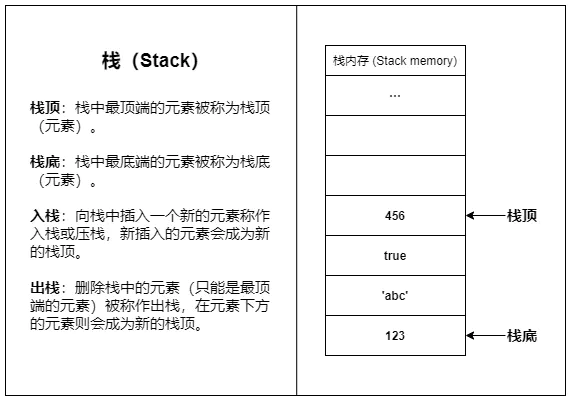 栈（Stack）
栈顶：栈中最顶端的元素被称为栈顶
（元素）。
栈底：栈中最底端的元素被称为栈底
（元素）。
入栈：向栈中插入一个新的元素称作
入栈或压栈，新插入的元素会成为新
的栈顶。
出栈：删除栈中的元素（只能是最顶
端的元素）被称作出栈，在元素下方
的元素则会成为新的栈顶。
栈内存 (Stack memory)
...
456
栈顶
true
'abc'
123
栈底